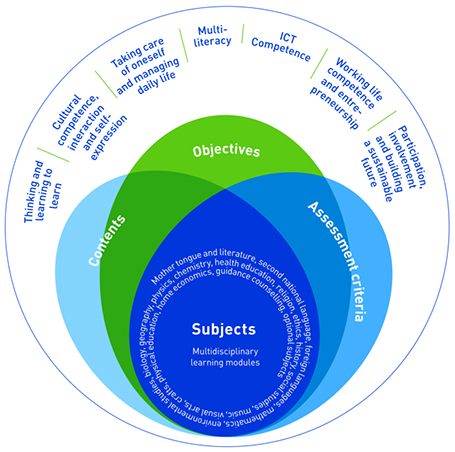 Thinking and
learning to
learn
Cultural
competence,
interaction
and self-
expression
Taking care
of oneself
and managing
daily life
Multi-
literacy
ICT
Competence
Working life
competence
and entre-
preneurship
Participation,
involvement
and building
a sustainable
future
Objectives
Contents
Assessment criteria
Mother tongue and literature, second national language, foreign languages, mathematics, environmental studies, biology, geography, physics, chemistry, health education, religion, ethics, history, social studies, music, visual arts, crafts, physical education, home economics, guidance counselling, optional subjects
Subjects
Multidisciplinary
learning modules